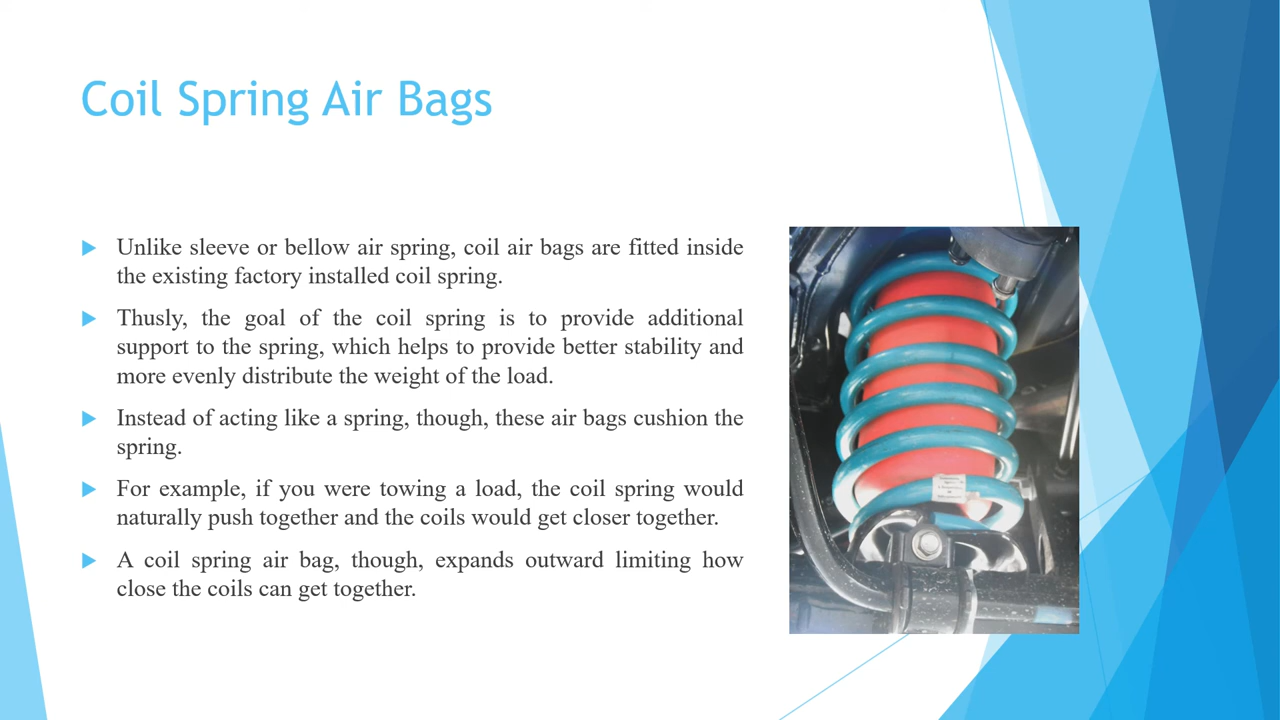 Coil Spring Air Bags
Unlike sleeve or bellow air spring, coil air bags are fitted inside
the existing factory installed coil spring.
Thusly, the goal of the coil spring is to provide additional
support to the spring, which helps to provide better stability and
more evenly distribute the weight of the load.
Instead of acting like a spring, though, these air bags cushion the
spring.
For example, if you were towing a load, the coil spring would
naturally push together and the coils would get closer together.
A coil spring air bag, though, expands outward limiting how
close the coils can get together.